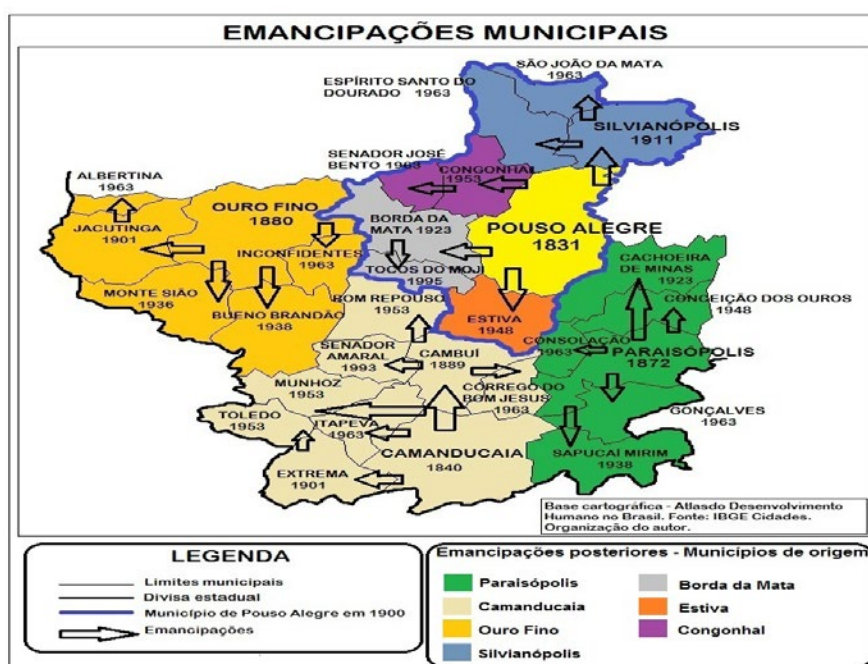 EMANCIPAÇÕES MUNICIPAIS
SÃO JOÃO DA MATA
1963
ESPÍRITO SANTO DO
DOURADO 1963
SILVIANÓPOLIS
1911
SENADOR JOSÉ
BENTO 1963
CONGONHAL
1953
ALBERTINA
1963
OURO FINO
1880
JACUTINGA
1901
BORDA DA
MATA 1923
POUSO ALEGRE
1831
INCONFIDENTES
1963
TOCOS DO MOJI
1995
CACHOEIRA
DE MINAS
1923
MONTE SIÃO
1936
BUENO BRANDÃO
1938
BOM REPOUSO
1953
ESTIVA
1948
CONCEIÇÃO DOS OUROS
1948
CONSOLAÇÃO
1963
PARAISÓPOLIS
1872
SENADOR
AMARAL
1993
CAMBUÍ
1889
MUNHOZ
1953
CÓRREGO DO
BOM JESUS
1963
TOLEDO
1953
ITAPEVA
1963
GONÇALVES
1963
CAMANDUCAIA
1840
SAPUCAÍ MIRIM
1938
EXTREMA
1901
Base cartográfica - Atlasdo Desenvolvimento
Humano no Brasil. Fonte: IBGE Cidades.
Organização do autor.
LEGENDA
Limites municipais
Divisa estadual
Município de Pouso Alegre em 1900
Emancipações
Emancipações posteriores - Municípios de origem
Paraisópolis
Camanducaia
Ouro Fino
Silvianópolis
Borda da Mata
Estiva
Congonhal